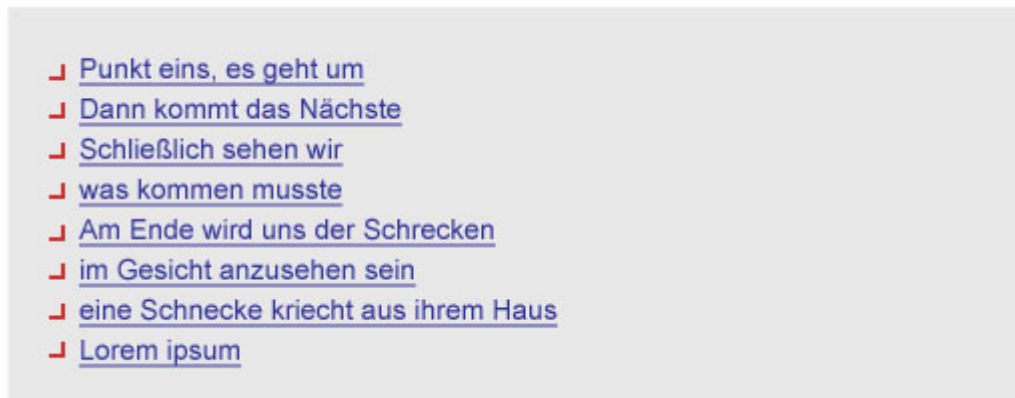 Punkt eins, es geht um
Dann kommt das Nächste
Schließlich sehen wir
was kommen musste
Am Ende wird uns der Schrecken
im Gesicht anzusehen sein
eine Schnecke kriecht aus ihrem Haus
Lorem ipsum